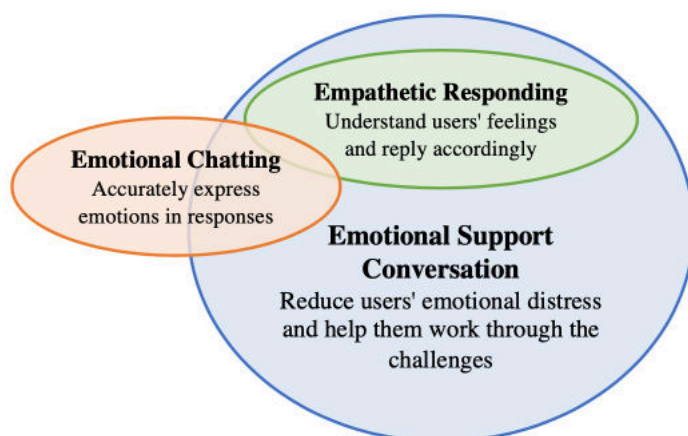 Empathetic Responding
Understand users' feelings
and reply accordingly
Emotional Chatting
Accurately express
emotions in responses
Emotional Support
Conversation
Reduce users' emotional distress
and help them work through the
challenges